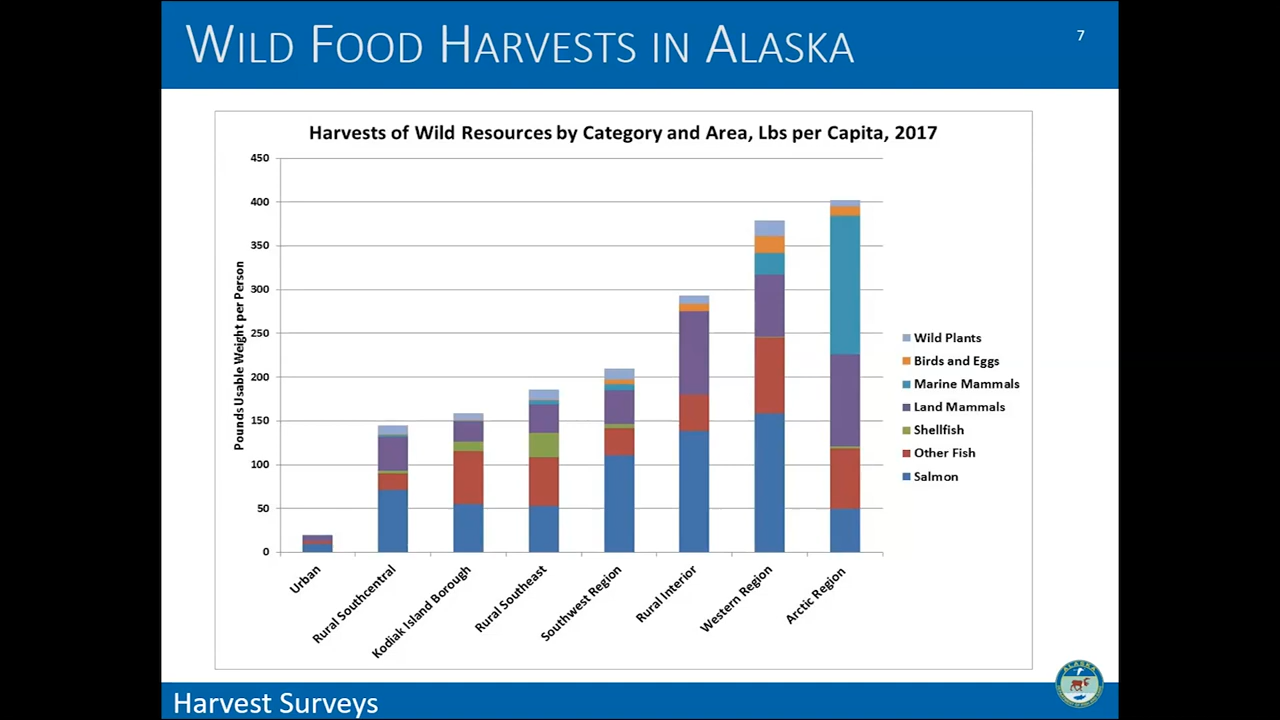 WILD FOOD HARVESTS IN ALASKA
7
Harvests of Wild Resources by Category and Area, Lbs per Capita, 2017
Pounds Usable Weight per Person
450
400
350
300
250
200
150
100
50
0
Urban
Rural Southcentral
Kodiak Island Borough
Rural Southeast
Southwest Region
Rural Interior
Western Region
Arctic Region
Wild Plants
Birds and Eggs
Marine Mammals
Land Mammals
Shellfish
Other Fish
Salmon
Harvest Surveys
ALASKA